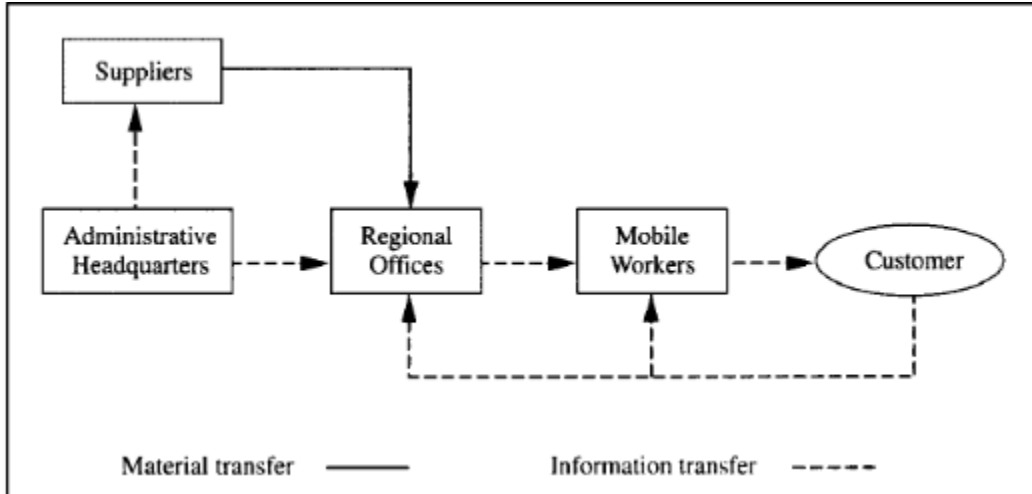 Suppliers
Administrative
Headquarters
Regional
Offices
Mobile
Workers
Customer
Material transfer
Information transfer